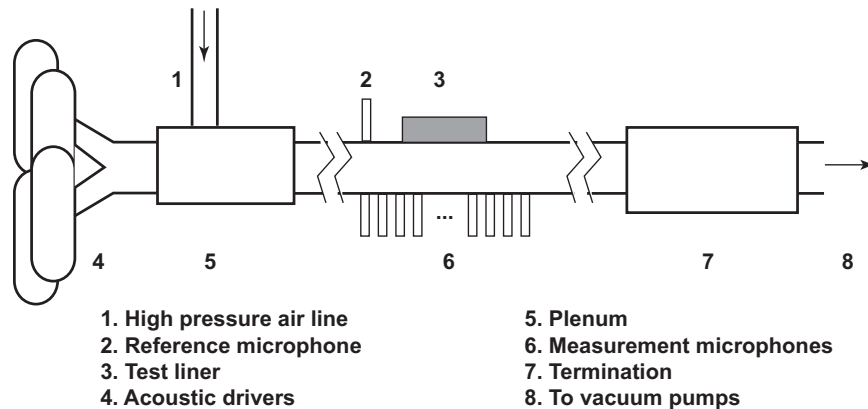 1 2 3
...
4 5 6 7 8
1. High pressure air line
2. Reference microphone
3. Test liner
4. Acoustic drivers
5. Plenum
6. Measurement microphones
7. Termination
8. To vacuum pumps